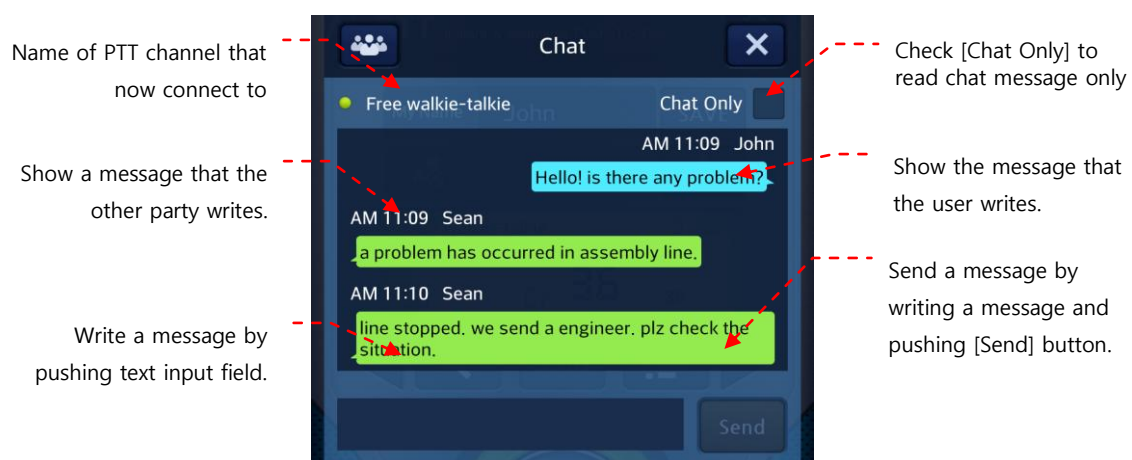 Name of PTT channel that
now connect to
Show a message that the
other party writes.
Write a message by
pushing text input field.
Chat
Free walkie-talkie
Chat Only
My Name
John
SAVE
AM 11:09 John
Hello! is there any problem?
AM 11:09 Sean
a problem has occurred in assembly line.
AM 11:10 Sean
line stopped. we send a engineer. plz check the
situation.
Send
Check [Chat Only] to
read chat message only
Show the message that
the user writes.
Send a message by
writing a message and
pushing [Send] button.